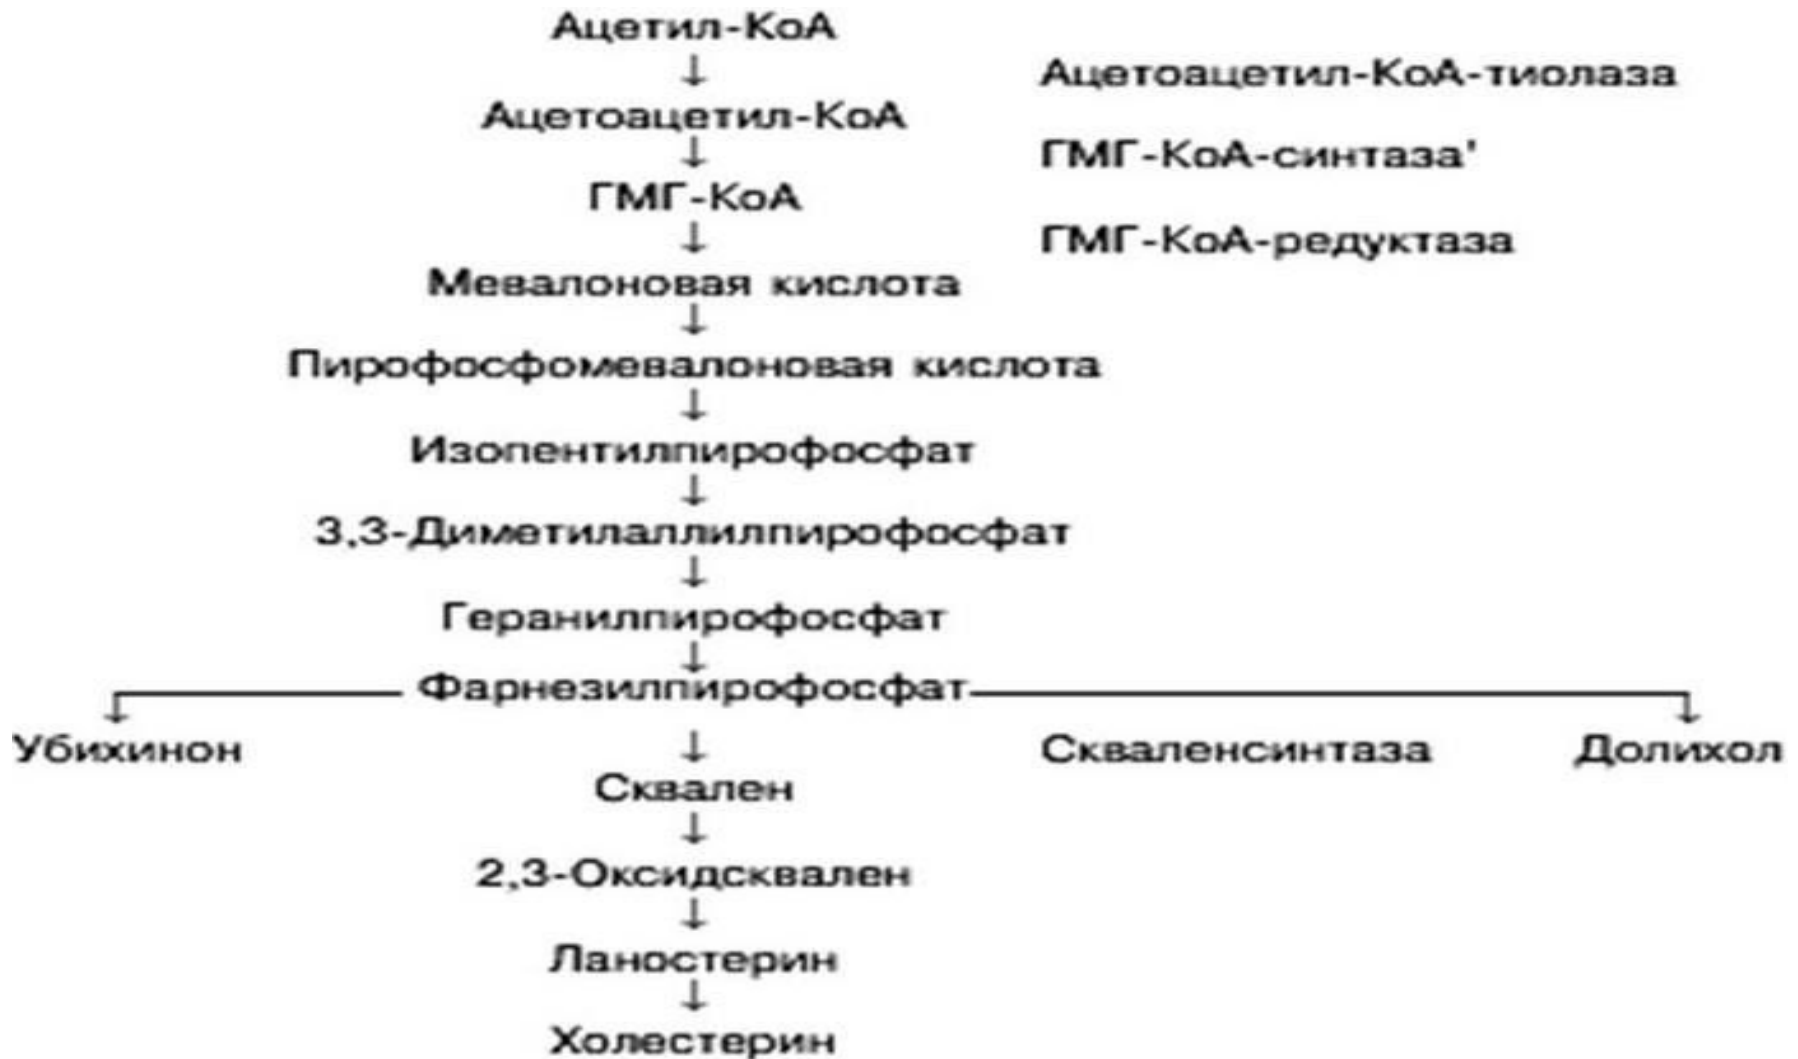 Ацетил-КоА
Ацетоацетил-КоА-тиолаза
Ацетоацетил-КоА
ГМГ-КоА-синтаза'
ГМГ-КоА
ГМГ-КоА-редуктаза
Мевалоновая кислота
Пирофосфомевалоновая кислота
Изопентилпирофосфат
3,3-Диметилаллилпирофосфат
Геранилпирофосфат
Фарнезилпирофосфат
Убихинон
Скваленсинтаза
Долихол
Сквален
2,3-Оксидсквален
Ланостерин
Холестерин